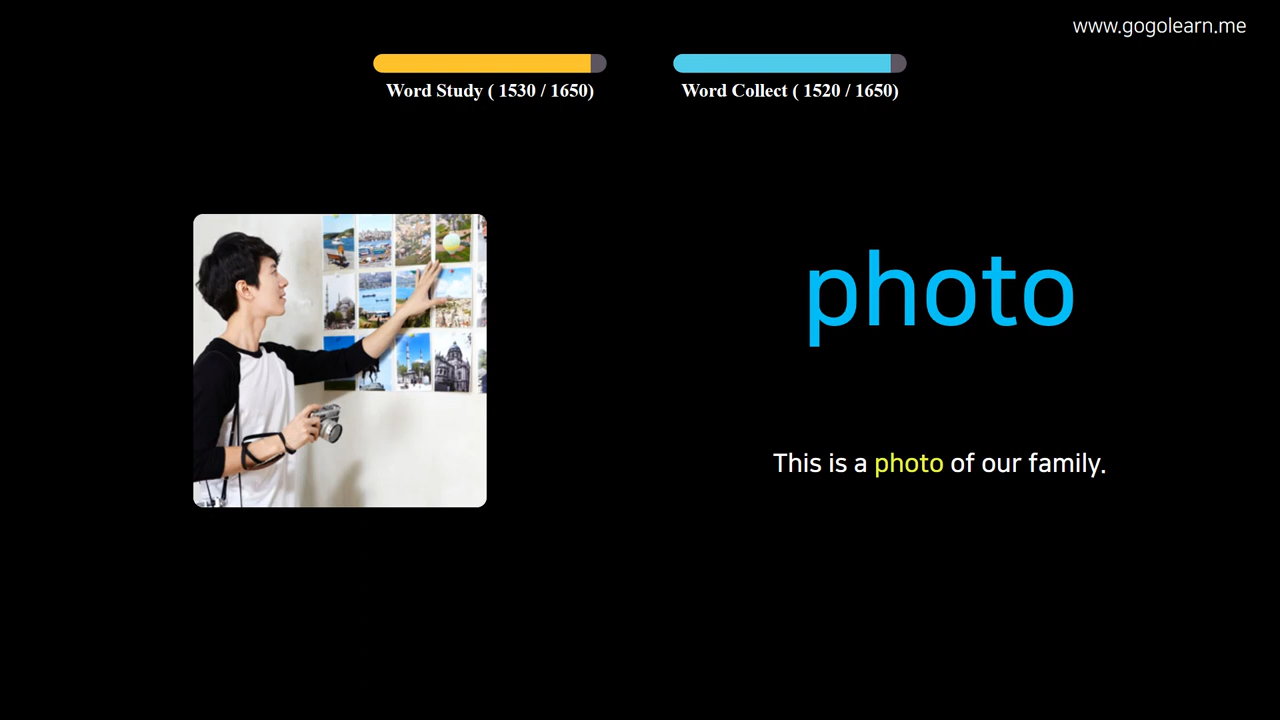 www.gogolearn.me
Word Study ( 1530 / 1650)
Word Collect ( 1520 / 1650)
photo
This is a photo of our family.